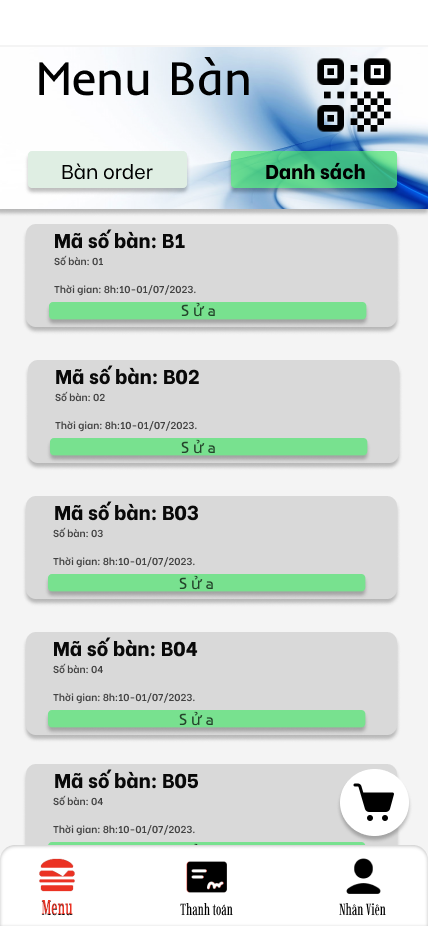 Menu Bàn
Bàn order
Danh sách
Mã số bàn: B1
Số bàn: 01
Thời gian: 8h:10-01/07/2023.
Sửa
Mã số bàn: B02
Số bàn: 02
Thời gian: 8h:10-01/07/2023.
Sửa
Mã số bàn: B03
Số bàn: 03
Thời gian: 8h:10-01/07/2023.
Sửa
Mã số bàn: B04
Số bàn: 04
Thời gian: 8h:10-01/07/2023.
Sửa
Mã số bàn: B05
Số bàn: 04
Thời gian: 8h:10-01/07/2023.
Menu
Thanh toán
Nhân Viên